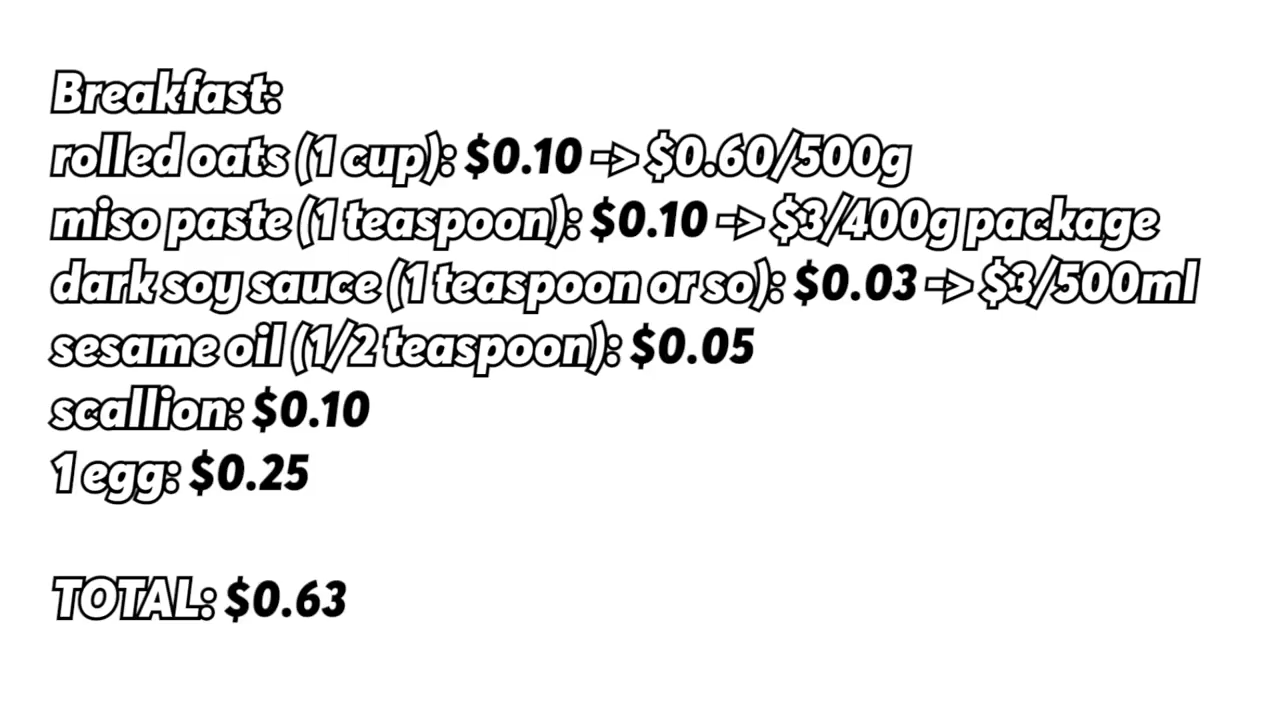 Breakfast:
rolled oats (1 cup): $0.10 => $0.60/500g
miso paste (1 teaspoon): $0.10 => $3/400g package
dark soy sauce (1 teaspoon or so): $0.03 => $3/500ml
sesame oil (1/2 teaspoon): $0.05
scallion: $0.10
1 egg: $0.25
TOTAL: $0.63